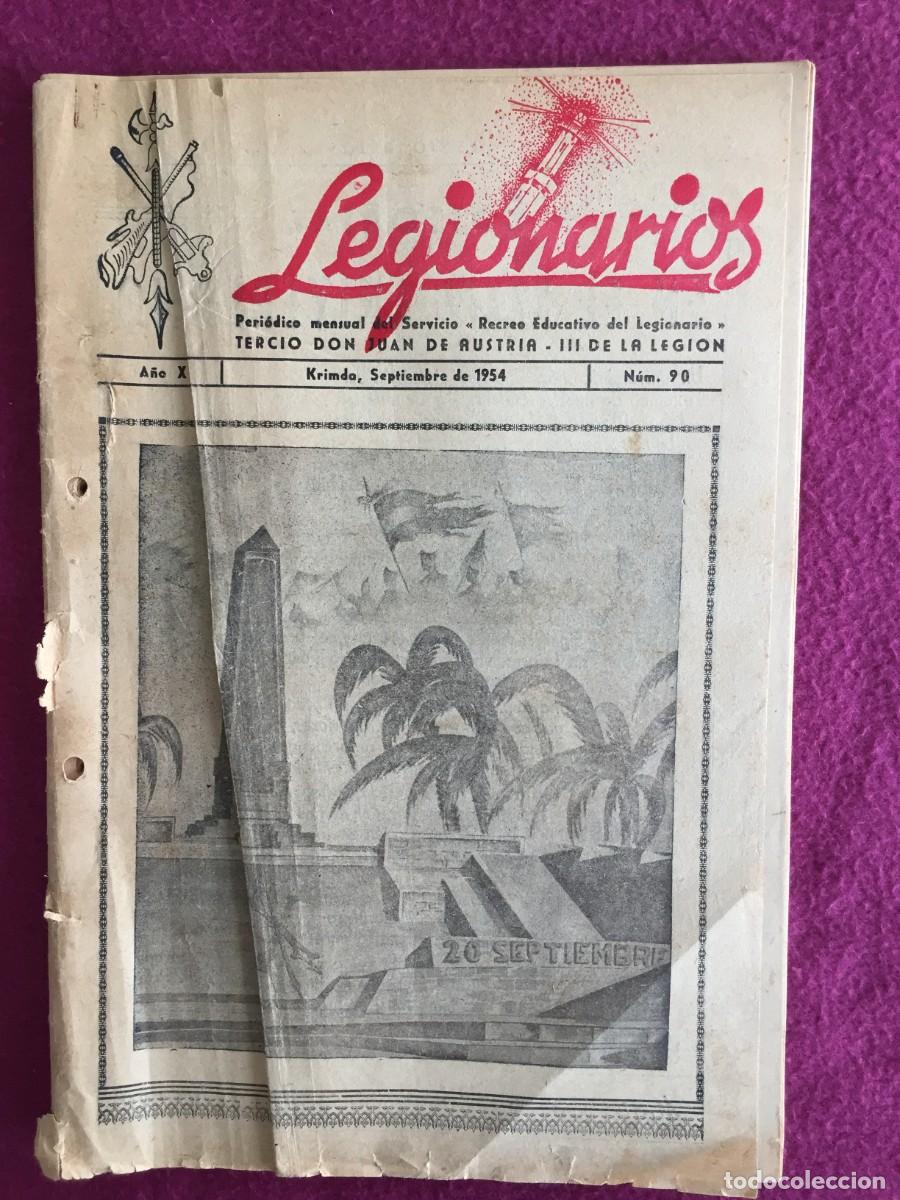 Legionarios
Periódico mensual del Servicio « Recreo Educativo del Legionario »
TERCIO DON JUAN DE AUSTRIA - III DE LA LEGION
Año X
Krimda, Septiembre de 1954
Núm. 90
20 SEPTIEMBRE
todocoleccion